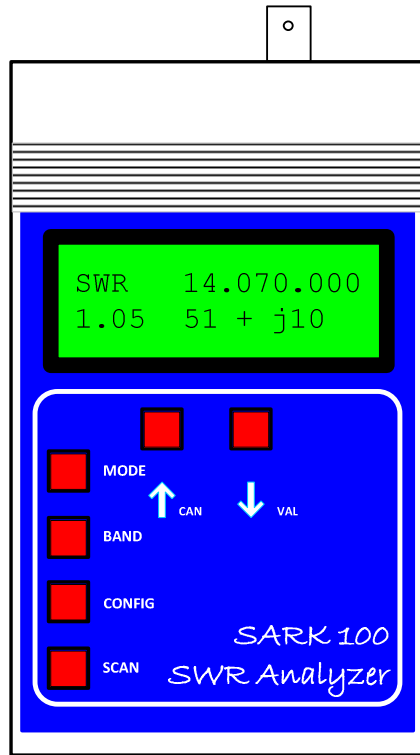 SWR 14.070.000
1.05 51 + j10
MODE
CAN VAL
BAND
CONFIG
SCAN
SARK 100
SWR Analyzer